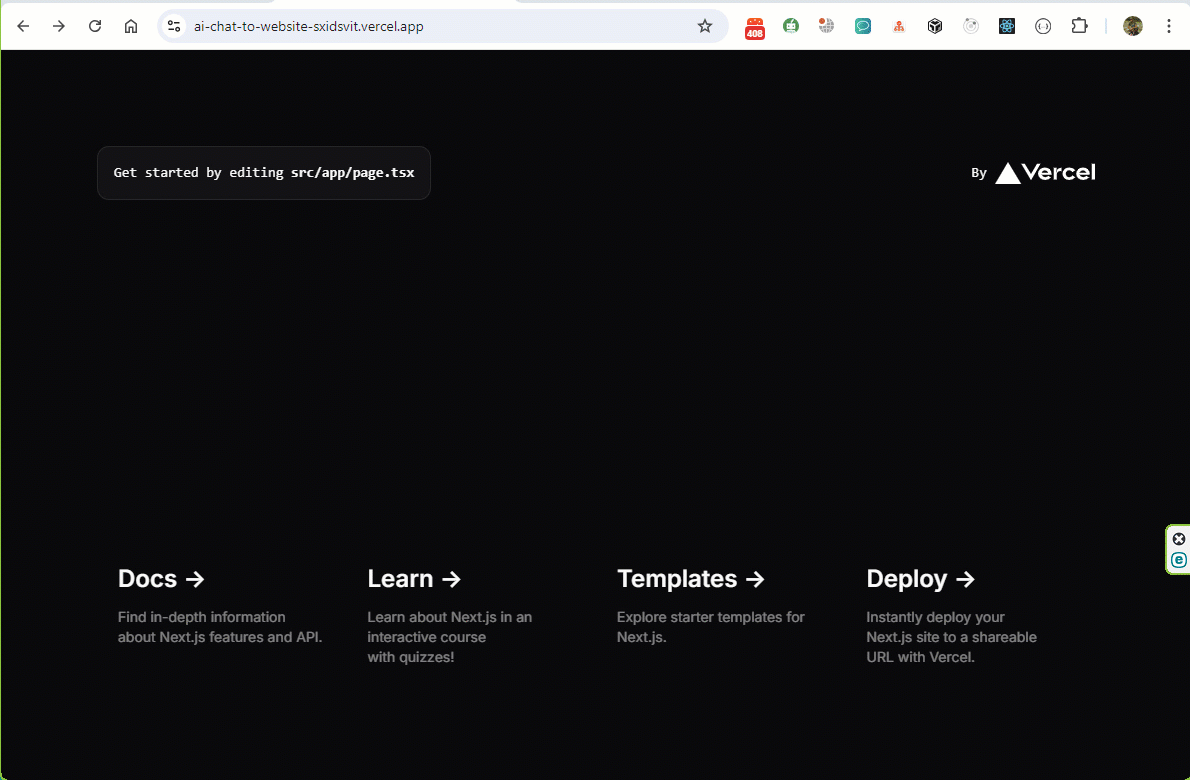 ai-chat-to-website-sxidsvit.vercel.app
408
Get started by editing src/app/page.tsx
By Vercel
Docs →
Find in-depth information
about Next.js features and API.
Learn →
Learn about Next.js in an
interactive course
with quizzes!
Templates →
Explore starter templates for
Next.js.
Deploy →
Instantly deploy your
Next.js site to a shareable
URL with Vercel.
e